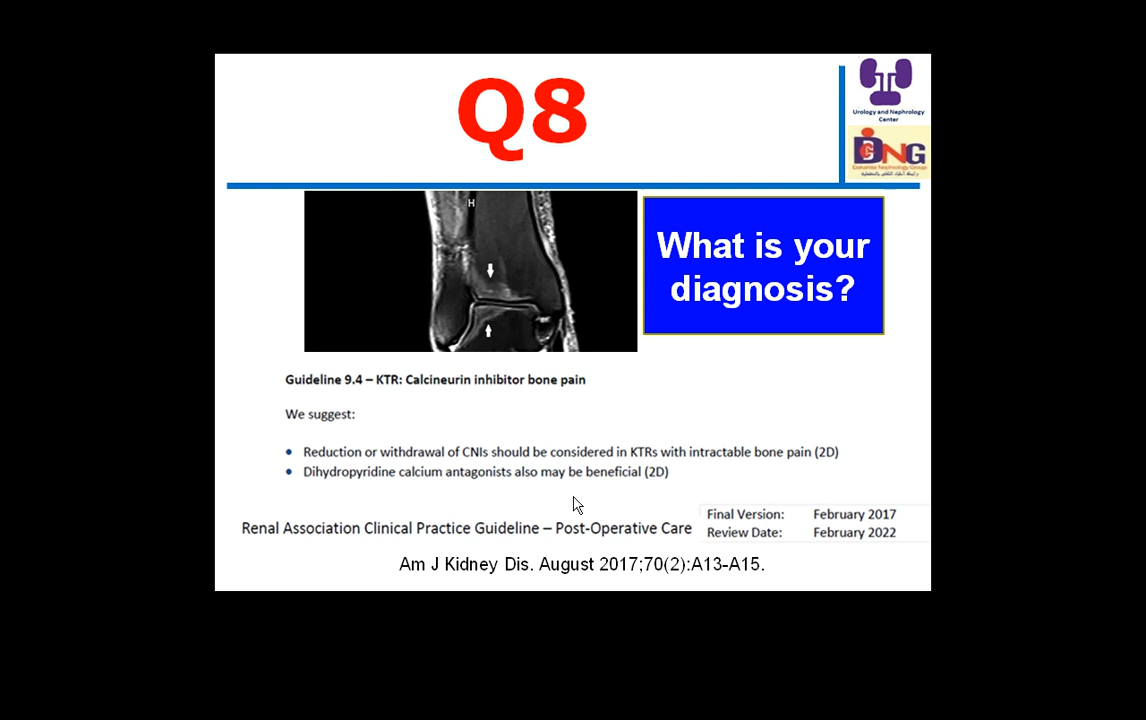 Q8
Urology and Nephrology
Center
DNG
H
What is your
diagnosis?
Guideline 9.4 – KTR: Calcineurin inhibitor bone pain
We suggest:
• Reduction or withdrawal of CNIs should be considered in KTRs with intractable bone pain (2D)
• Dihydropyridine calcium antagonists also may be beneficial (2D)
Renal Association Clinical Practice Guideline – Post-Operative Care
Final Version: February 2017
Review Date: February 2022
Am J Kidney Dis. August 2017;70(2):A13-A15.